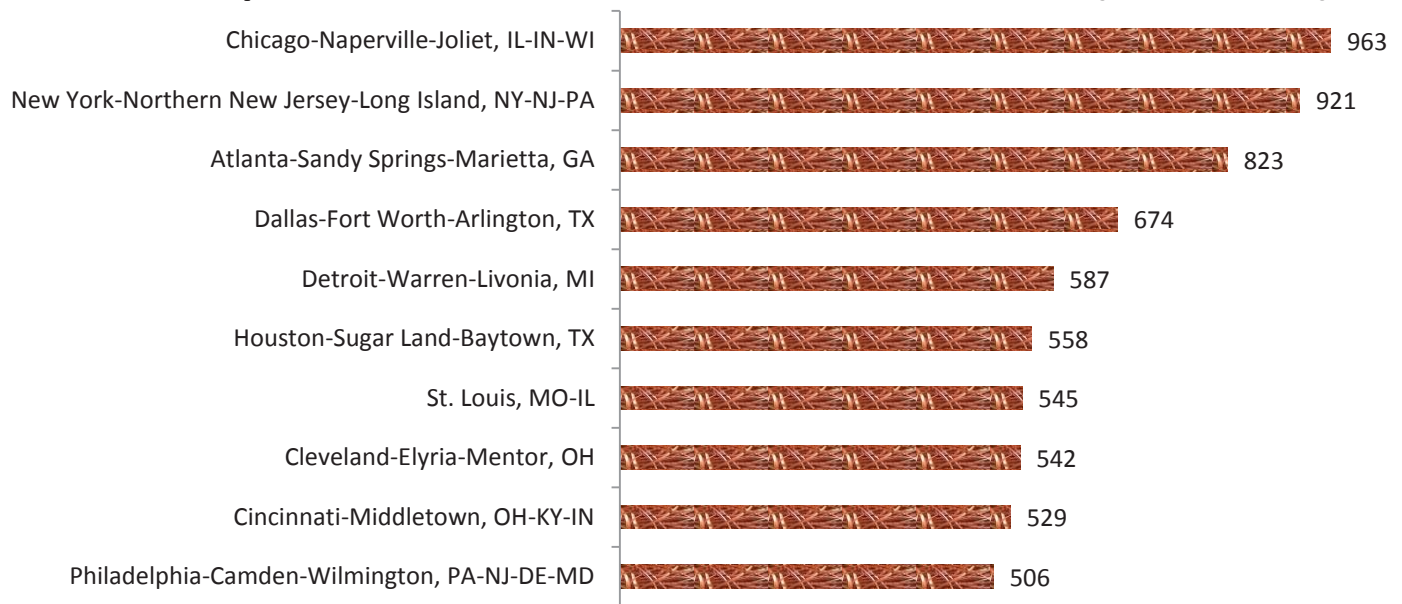 Chicago-Naperville-Joliet, IL-IN-WI 963
New York-Northern New Jersey-Long Island, NY-NJ-PA 921
Atlanta-Sandy Springs-Marietta, GA 823
Dallas-Fort Worth-Arlington, TX 674
Detroit-Warren-Livonia, MI 587
Houston-Sugar Land-Baytown, TX 558
St. Louis, MO-IL 545
Cleveland-Elyria-Mentor, OH 542
Cincinnati-Middletown, OH-KY-IN 529
Philadelphia-Camden-Wilmington, PA-NJ-DE-MD 506